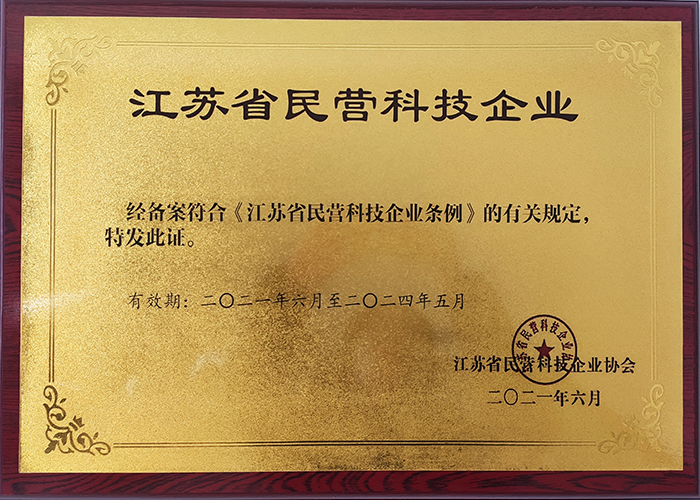 江苏省民营科技企业
经备案符合《江苏省民营科技企业条例》的有关规定，
特发此证。
有效期：二〇二一年六月至二〇二四年五月
江苏省民营科技企业协会
二〇二一年六月